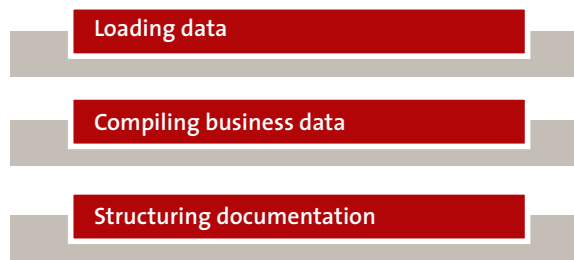 Loading data
Compiling business data
Structuring documentation